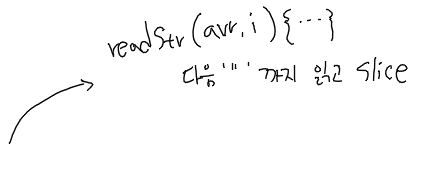 readStr(arr, i){...}
다음 '"' 까지 읽고 slice